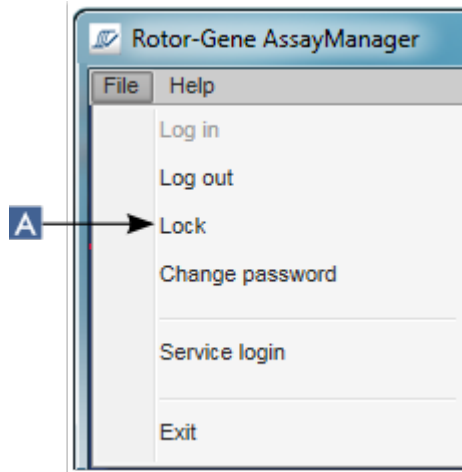 Rotor-Gene AssayManager
File Help
Log in
Log out
A
Lock
Change password
Service login
Exit